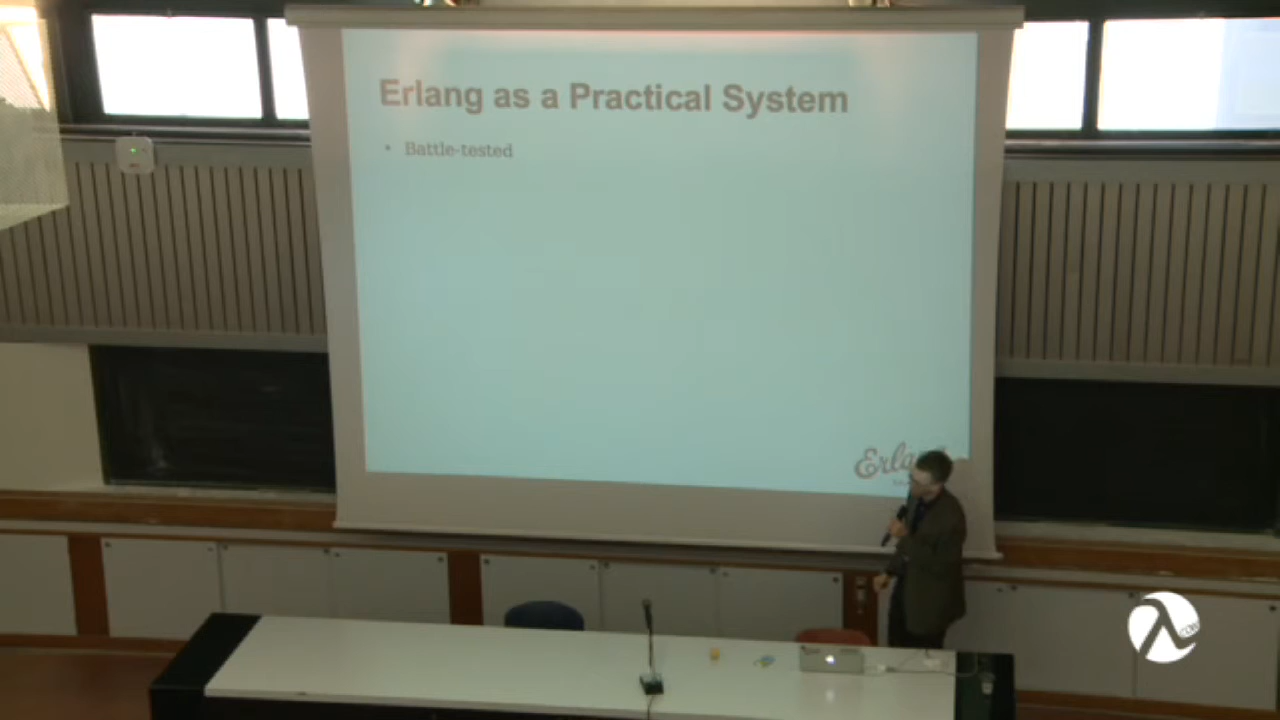 Erlang as a Practical System
• Battle-tested